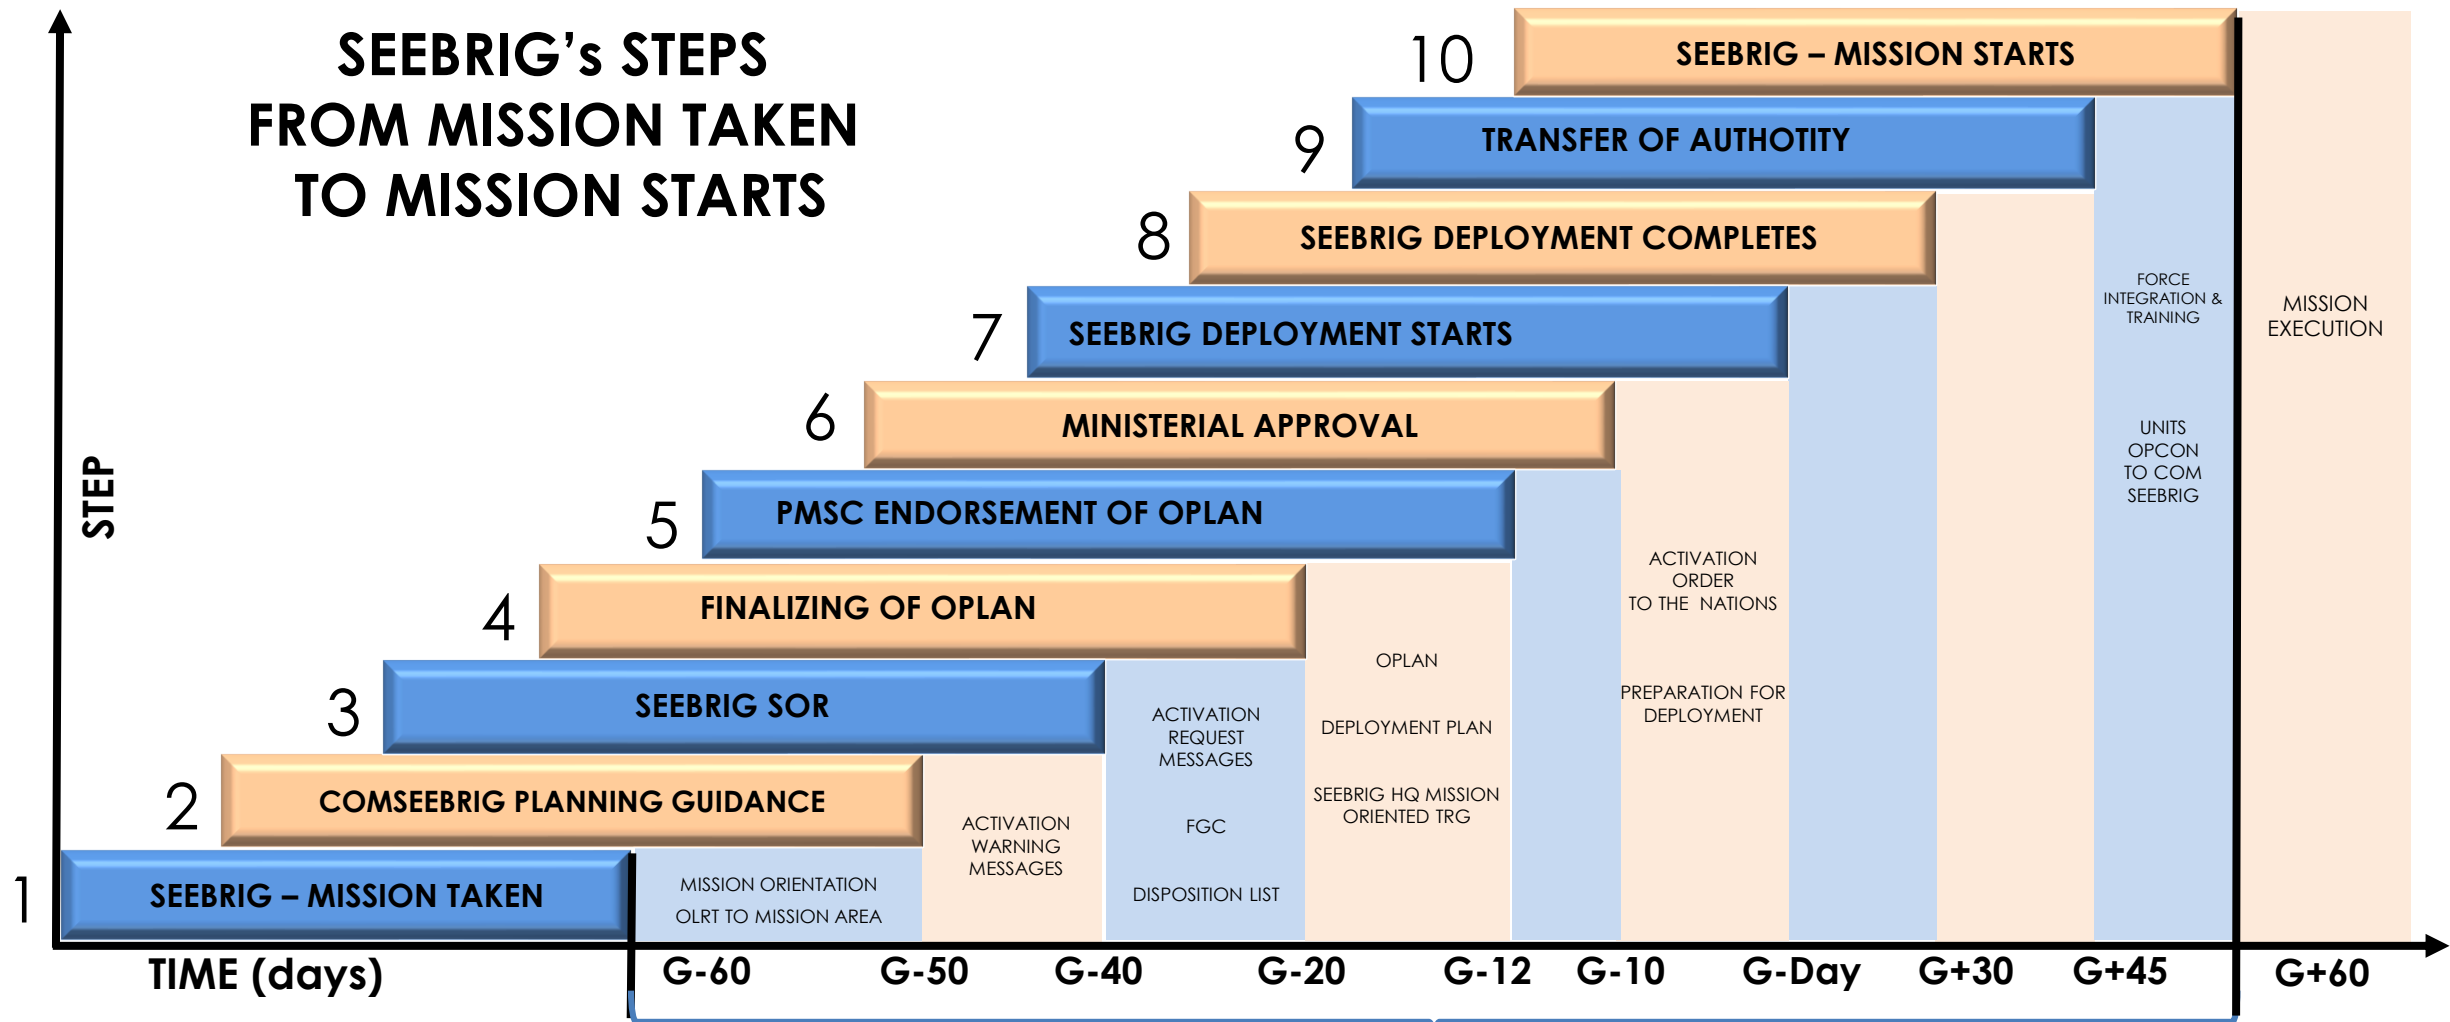 SEEBRIG's STEPS
FROM MISSION TAKEN
TO MISSION STARTS
10
SEEBRIG – MISSION STARTS
9
TRANSFER OF AUTHOTITY
8
SEEBRIG DEPLOYMENT COMPLETES
7
SEEBRIG DEPLOYMENT STARTS
6
MINISTERIAL APPROVAL
5
PMSC ENDORSEMENT OF OPLAN
4
FINALIZING OF OPLAN
3
SEEBRIG SOR
2
COMSEEBRIG PLANNING GUIDANCE
1
SEEBRIG – MISSION TAKEN
STEP
MISSION ORIENTATION
OLRT TO MISSION AREA
ACTIVATION
WARNING
MESSAGES
ACTIVATION
REQUEST
MESSAGES
FGC
DISPOSITION LIST
OPLAN
DEPLOYMENT PLAN
SEEBRIG HQ MISSION
ORIENTED TRG
ACTIVATION
ORDER
TO THE NATIONS
PREPARATION FOR
DEPLOYMENT
FORCE
INTEGRATION &
TRAINING
UNITS
OPCON
TO COM
SEEBRIG
MISSION
EXECUTION
TIME (days)
G-60
G-50
G-40
G-20
G-12
G-10
G-Day
G+30
G+45
G+60